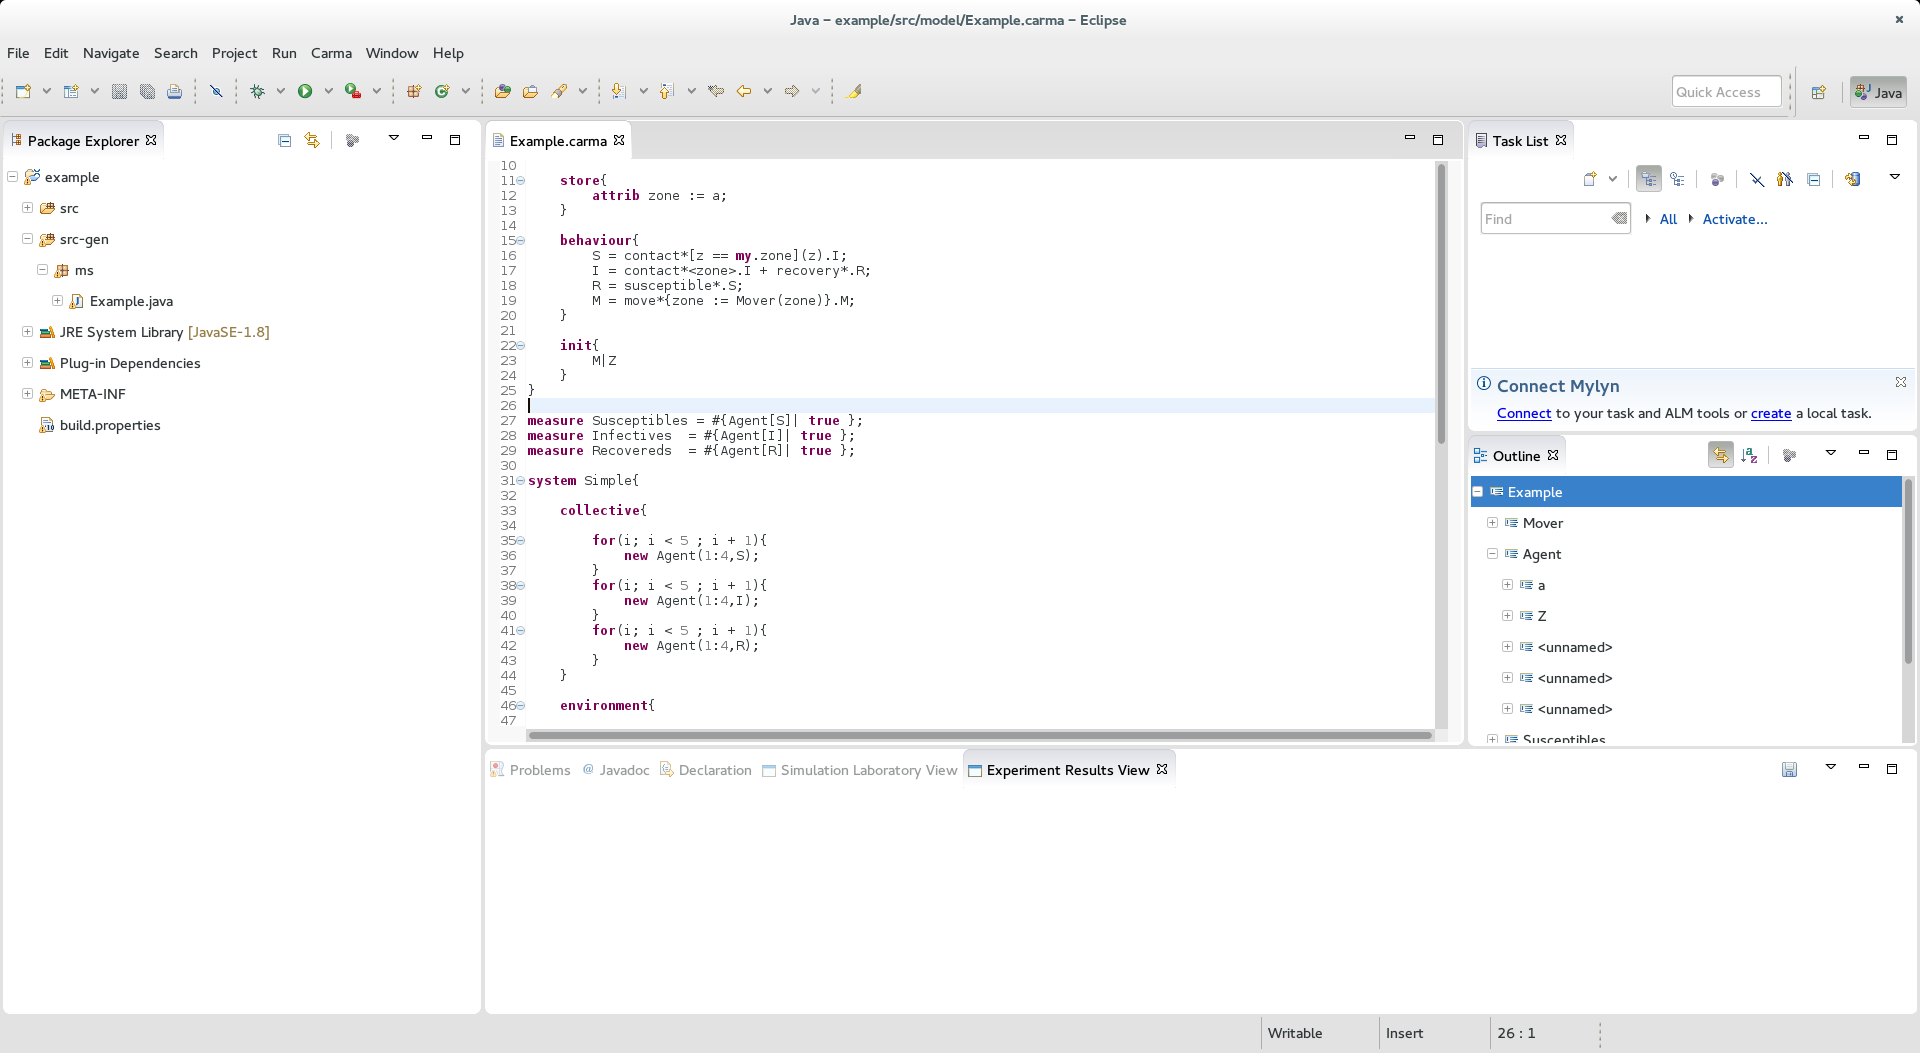 Java – example/src/model/Example.carma – Eclipse
File Edit Navigate Search Project Run Carma Window Help
Quick Access
Java
Package Explorer
example
src
src-gen
ms
Example.java
JRE System Library [JavaSE-1.8]
Plug-in Dependencies
META-INF
build.properties
Example.carma
10
11 store{
12 attrib zone := a;
13 }
14
15 behaviour{
16 S = contact*[z == my.zone](z).I;
17 I = contact*<zone>.I + recovery*.R;
18 R = susceptible*.S;
19 M = move*{zone := Mover(zone)}.M;
20 }
21
22 init{
23 M|Z
24 }
25 }
26
27 measure Susceptibles = #{Agent[S]| true };
28 measure Infectives  = #{Agent[I]| true };
29 measure Recovereds  = #{Agent[R]| true };
30
31 system Simple{
32
33 collective{
34
35 for(i; i < 5 ; i + 1){
36 new Agent(1:4,S);
37 }
38 for(i; i < 5 ; i + 1){
39 new Agent(1:4,I);
40 }
41 for(i; i < 5 ; i + 1){
42 new Agent(1:4,R);
43 }
44 }
45
46 environment{
47
Task List
Find
All
Activate...
Connect Mylyn
Connect to your task and ALM tools or create a local task.
Outline
Example
Mover
Agent
a
Z
<unnamed>
<unnamed>
<unnamed>
Susceptibles
Problems @ Javadoc Declaration Simulation Laboratory View Experiment Results View
Writable Insert 26 : 1